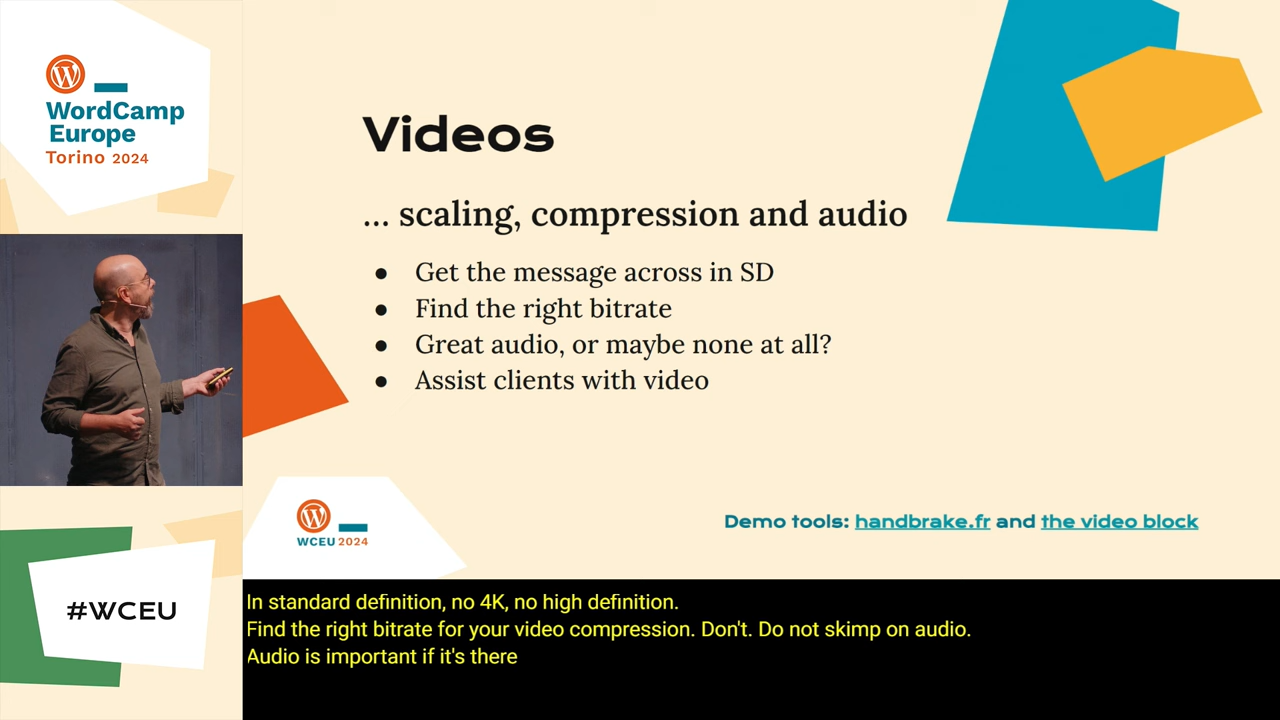 WordCamp
Europe
Torino 2024
Videos
... scaling, compression and audio
● Get the message across in SD
● Find the right bitrate
● Great audio, or maybe none at all?
● Assist clients with video
WCEU 2024
Demo tools: handbrake.fr and the video block
#WCEU
In standard definition, no 4K, no high definition.
Find the right bitrate for your video compression. Don't. Do not skimp on audio.
Audio is important if it's there